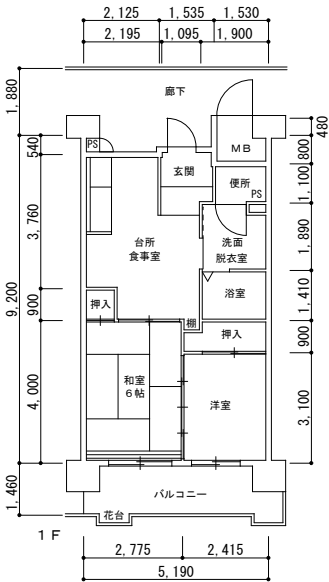 2,125 1,535 1,530
2,195 1,095 1,900
1,880
廊下
480
540
PS
MB
800
玄関
便所
PS
1,100
3,760
台所
食事室
洗面
脱衣室
1,890
9,200
900
押入
浴室
1,410
棚
押入
900
4,000
和室
6帖
洋室
3,100
1,460
バルコニー
花台
1F
2,775 2,415
5,190